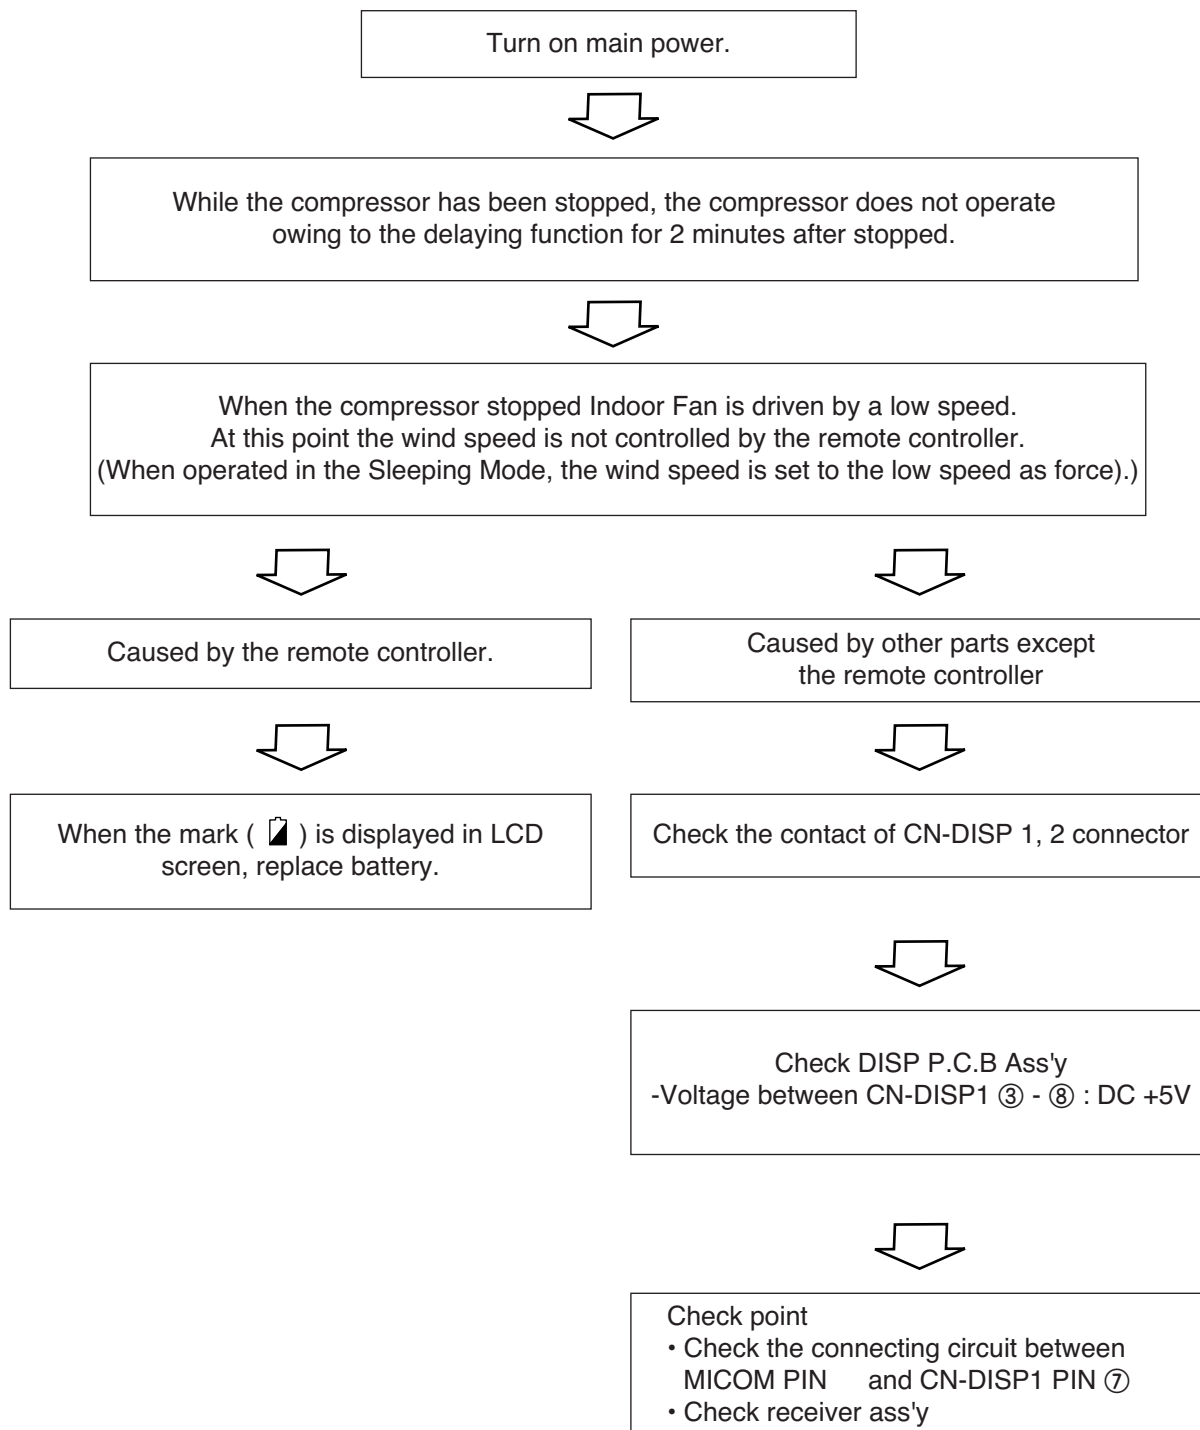 Turn on main power.
While the compressor has been stopped, the compressor does not operate
owing to the delaying function for 2 minutes after stopped.
When the compressor stopped Indoor Fan is driven by a low speed.
At this point the wind speed is not controlled by the remote controller.
(When operated in the Sleeping Mode, the wind speed is set to the low speed as force).)
Caused by the remote controller.
Caused by other parts except
the remote controller
When the mark ( ) is displayed in LCD
screen, replace battery.
Check the contact of CN-DISP 1, 2 connector
Check DISP P.C.B Ass'y
-Voltage between CN-DISP1 ③ - ⑧ : DC +5V
Check point
• Check the connecting circuit between
MICOM PIN and CN-DISP1 PIN ⑦
• Check receiver ass'y